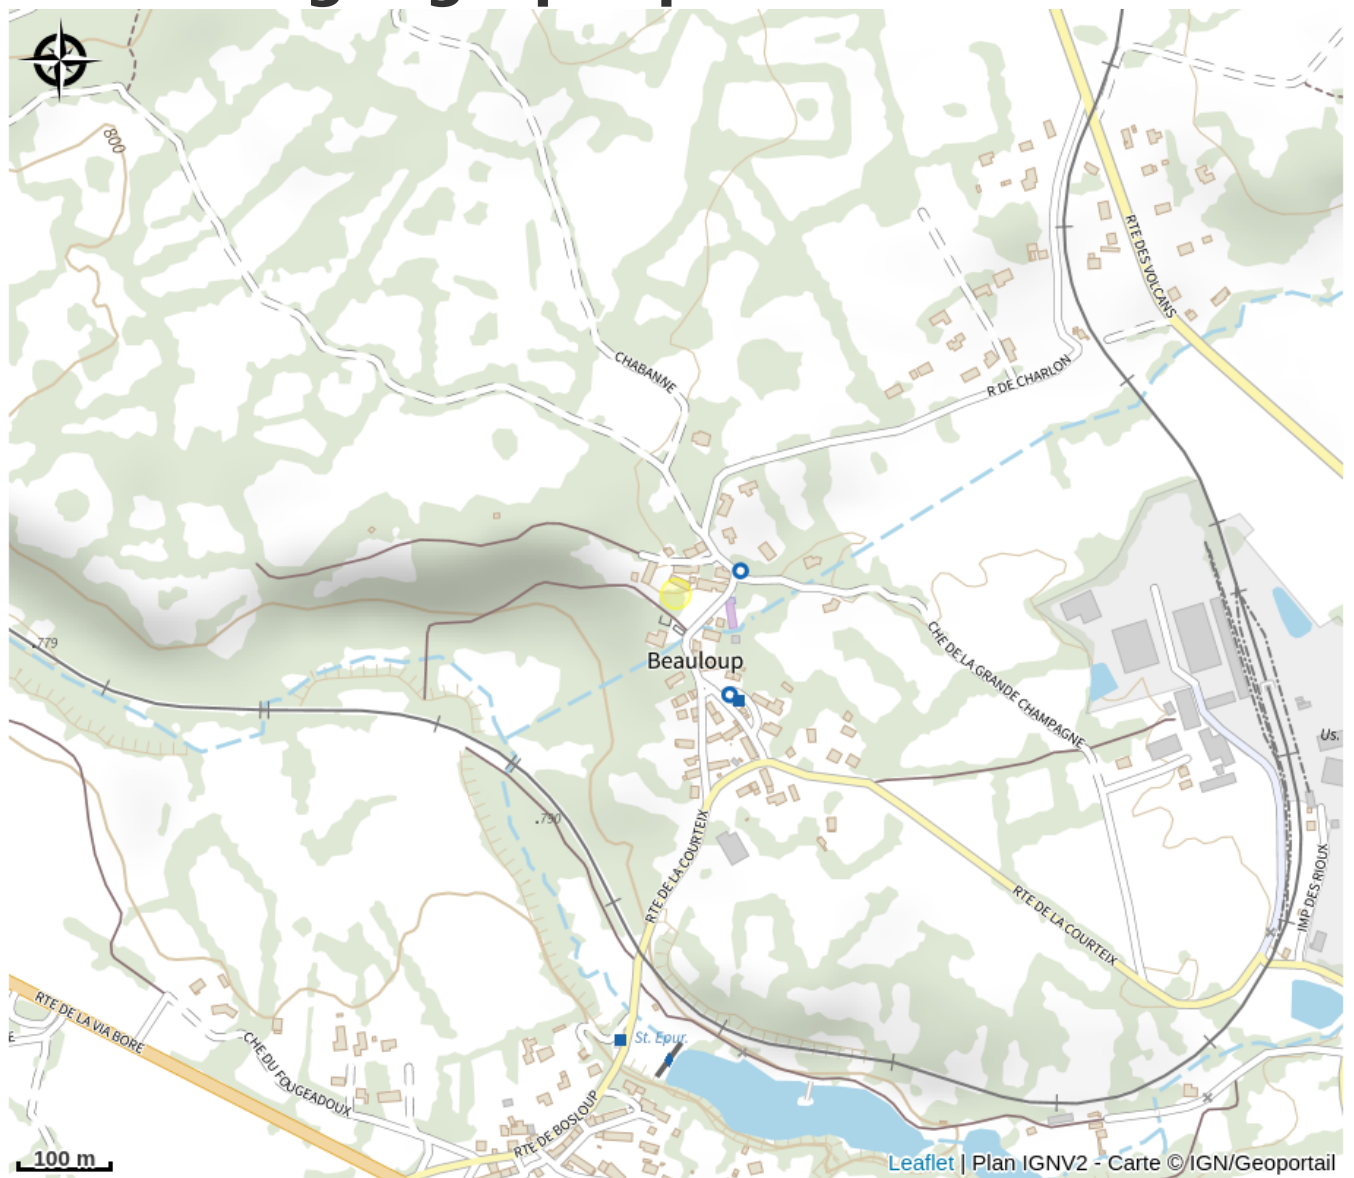 800
RTE DES VOLCANS
CHABANNE
R DE CHARLON
779
Beauloup
CHE DE LA GRANDE CHAMPAGNE
Us.
790
RTE DE LA COURTEIX
RTE DE LA COURTEIX
IMP DES RIOUX
RTE DE LA VIA BORE
St. Epur.
CHE DU FOUGEADOUX
RTE DE BOSLOUP
100 m
Leaflet | Plan IGNV2 - Carte © IGN/Geoportail